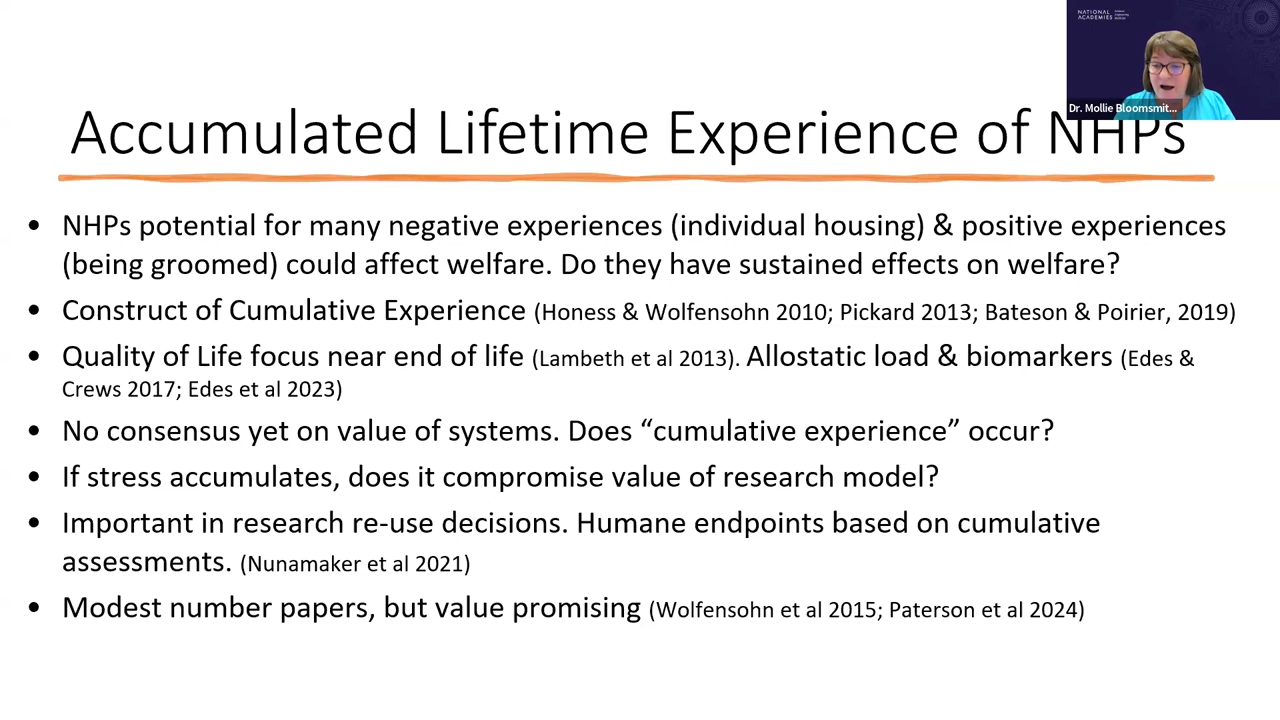 NATIONAL
ACADEMIES
Dr. Mollie Bloomsmit...
Accumulated Lifetime Experience of NHPs
• NHPs potential for many negative experiences (individual housing) & positive experiences
(being groomed) could affect welfare. Do they have sustained effects on welfare?
• Construct of Cumulative Experience (Honess & Wolfensohn 2010; Pickard 2013; Bateson & Poirier, 2019)
• Quality of Life focus near end of life (Lambeth et al 2013). Allostatic load & biomarkers (Edes &
Crews 2017; Edes et al 2023)
• No consensus yet on value of systems. Does “cumulative experience” occur?
• If stress accumulates, does it compromise value of research model?
• Important in research re-use decisions. Humane endpoints based on cumulative
assessments. (Nunamaker et al 2021)
• Modest number papers, but value promising (Wolfensohn et al 2015; Paterson et al 2024)